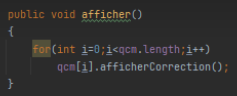 public void afficher()
{
for(int i=0;i<qcm.length;i++)
qcm[i].afficherCorrection();
}